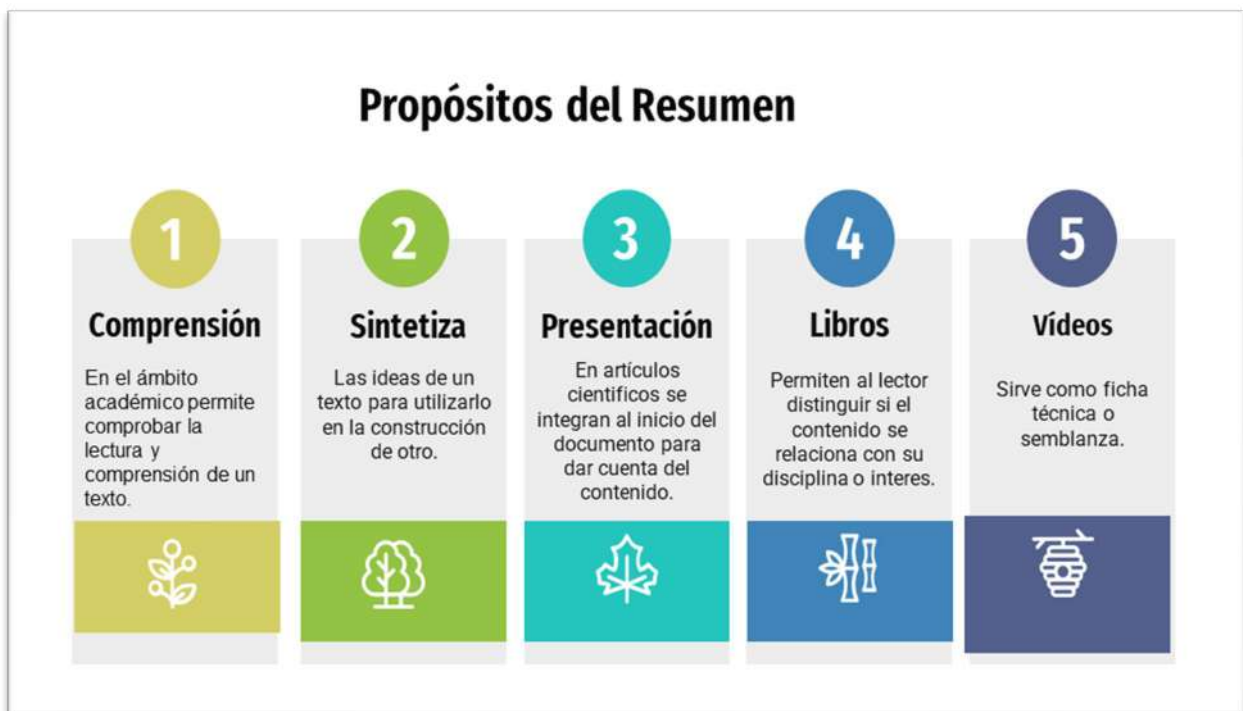 Propósitos del Resumen
1
Comprensión
En el ámbito
académico permite
comprobar la
lectura y
comprensión de un
texto.
2
Sintetiza
Las ideas de un
texto para utilizarlo
en la construcción
de otro.
3
Presentación
En artículos
cientificos se
integran al inicio del
documento para
dar cuenta del
contenido.
4
Libros
Permiten al lector
distinguir si el
contenido se
relaciona con su
disciplina o interes.
5
Vídeos
Sirve como ficha
técnica o
semblanza.